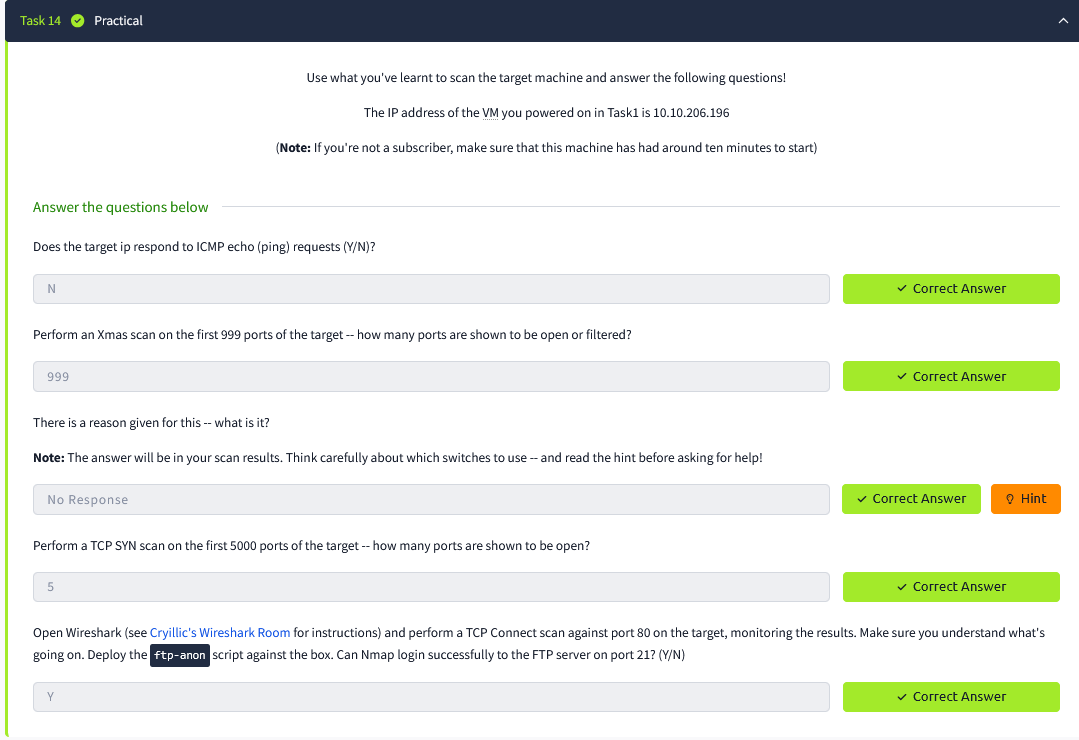 Task 14 Practical
Use what you've learnt to scan the target machine and answer the following questions!
The IP address of the VM you powered on in Task1 is 10.10.206.196
(Note: If you're not a subscriber, make sure that this machine has had around ten minutes to start)
Answer the questions below
Does the target ip respond to ICMP echo (ping) requests (Y/N)?
N Correct Answer
Perform an Xmas scan on the first 999 ports of the target -- how many ports are shown to be open or filtered?
999 Correct Answer
There is a reason given for this -- what is it?
Note: The answer will be in your scan results. Think carefully about which switches to use -- and read the hint before asking for help!
No Response Correct Answer Hint
Perform a TCP SYN scan on the first 5000 ports of the target -- how many ports are shown to be open?
5 Correct Answer
Open Wireshark (see Cryillic's Wireshark Room for instructions) and perform a TCP Connect scan against port 80 on the target, monitoring the results. Make sure you understand what's
going on. Deploy the ftp-anon script against the box. Can Nmap login successfully to the FTP server on port 21? (Y/N)
Y Correct Answer